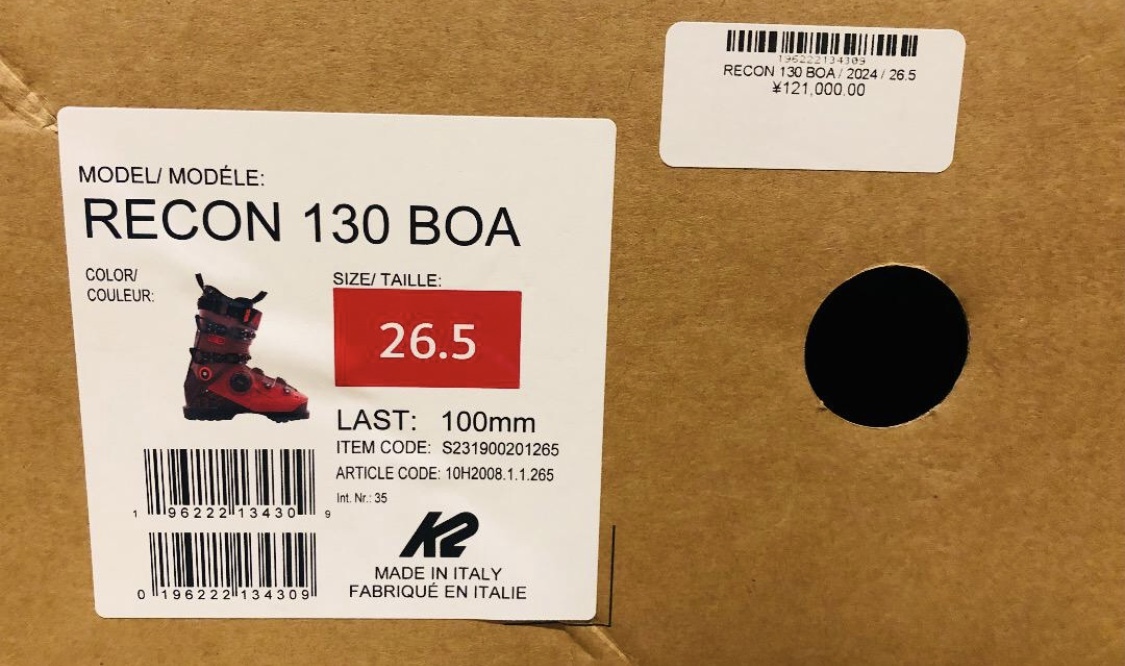 196222134309
RECON 130 BOA / 2024 / 26.5
¥121,000.00
MODEL/ MODÉLE:
RECON 130 BOA
COLOR/
COULEUR:
SIZE/ TAILLE:
26.5
LAST: 100mm
ITEM CODE: S231900201265
ARTICLE CODE: 10H2008.1.1.265
Int. Nr.: 35
1 96222 13430 9
0 196222 134309
K2
MADE IN ITALY
FABRIQUÉ EN ITALIE